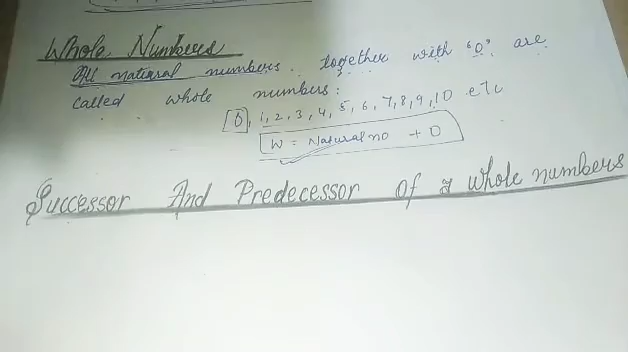 Whole Numbers
All natural numbers together with '0' are
called whole numbers:
0, 1, 2, 3, 4, 5, 6, 7, 8, 9, 10 etc
W = Natural no + 0
Successor And Predecessor Of a whole numbers